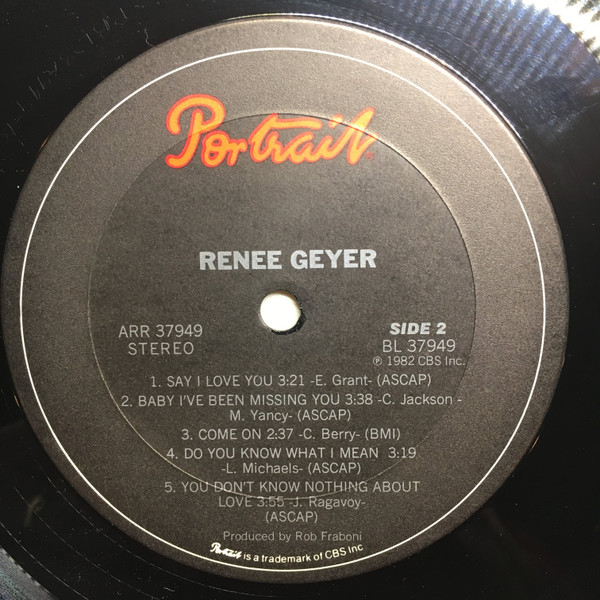 Portrait
RENEE GEYER
ARR 37949
STEREO
SIDE 2
BL 37949
℗ 1982 CBS Inc.
1. SAY I LOVE YOU 3:21 -E. Grant- (ASCAP)
2. BABY I'VE BEEN MISSING YOU 3:38 -C. Jackson -
M. Yancy- (ASCAP)
3. COME ON 2:37 -C. Berry- (BMI)
4. DO YOU KNOW WHAT I MEAN 3:19
-L. Michaels- (ASCAP)
5. YOU DON'T KNOW NOTHING ABOUT
LOVE 3:55 -J. Ragavoy-
(ASCAP)
Produced by Rob Fraboni
Portrait is a trademark of CBS Inc